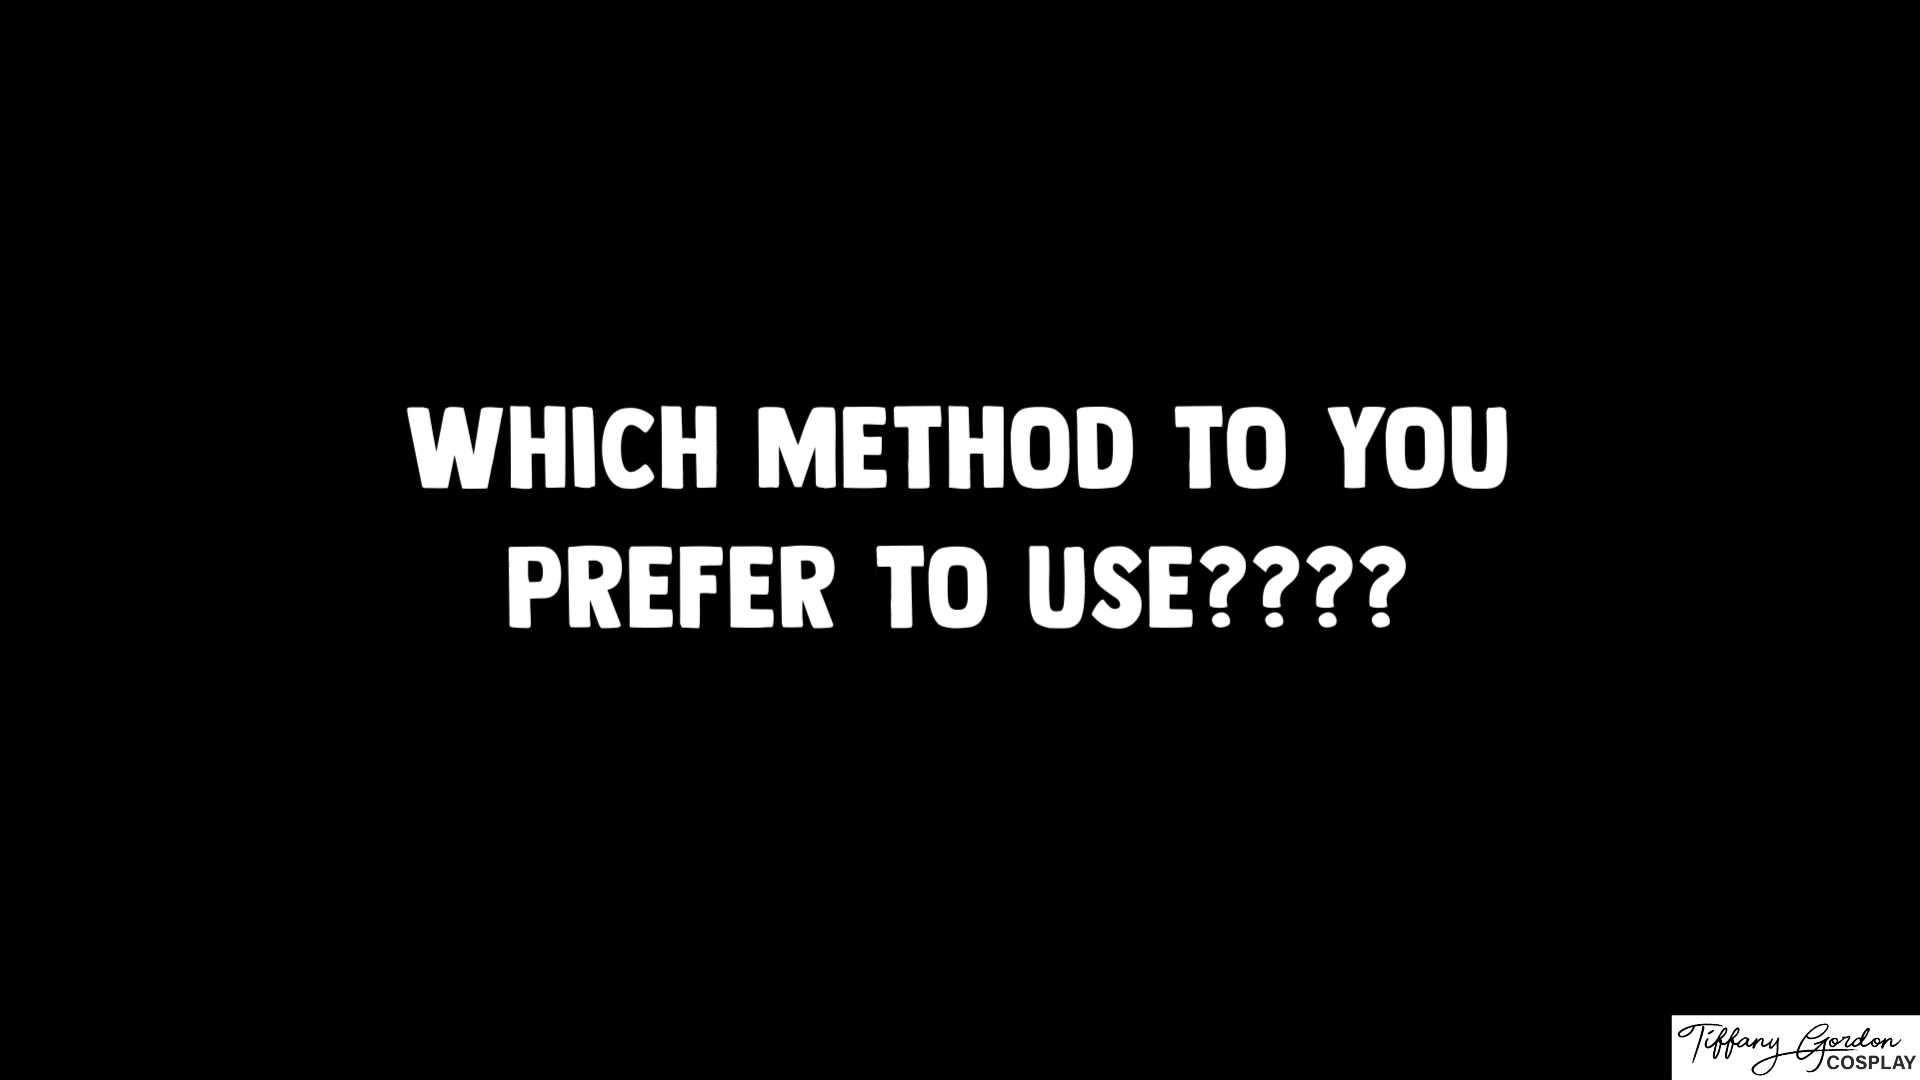 WHICH METHOD TO YOU
PREFER TO USE????
Tiffany Gordon
COSPLAY